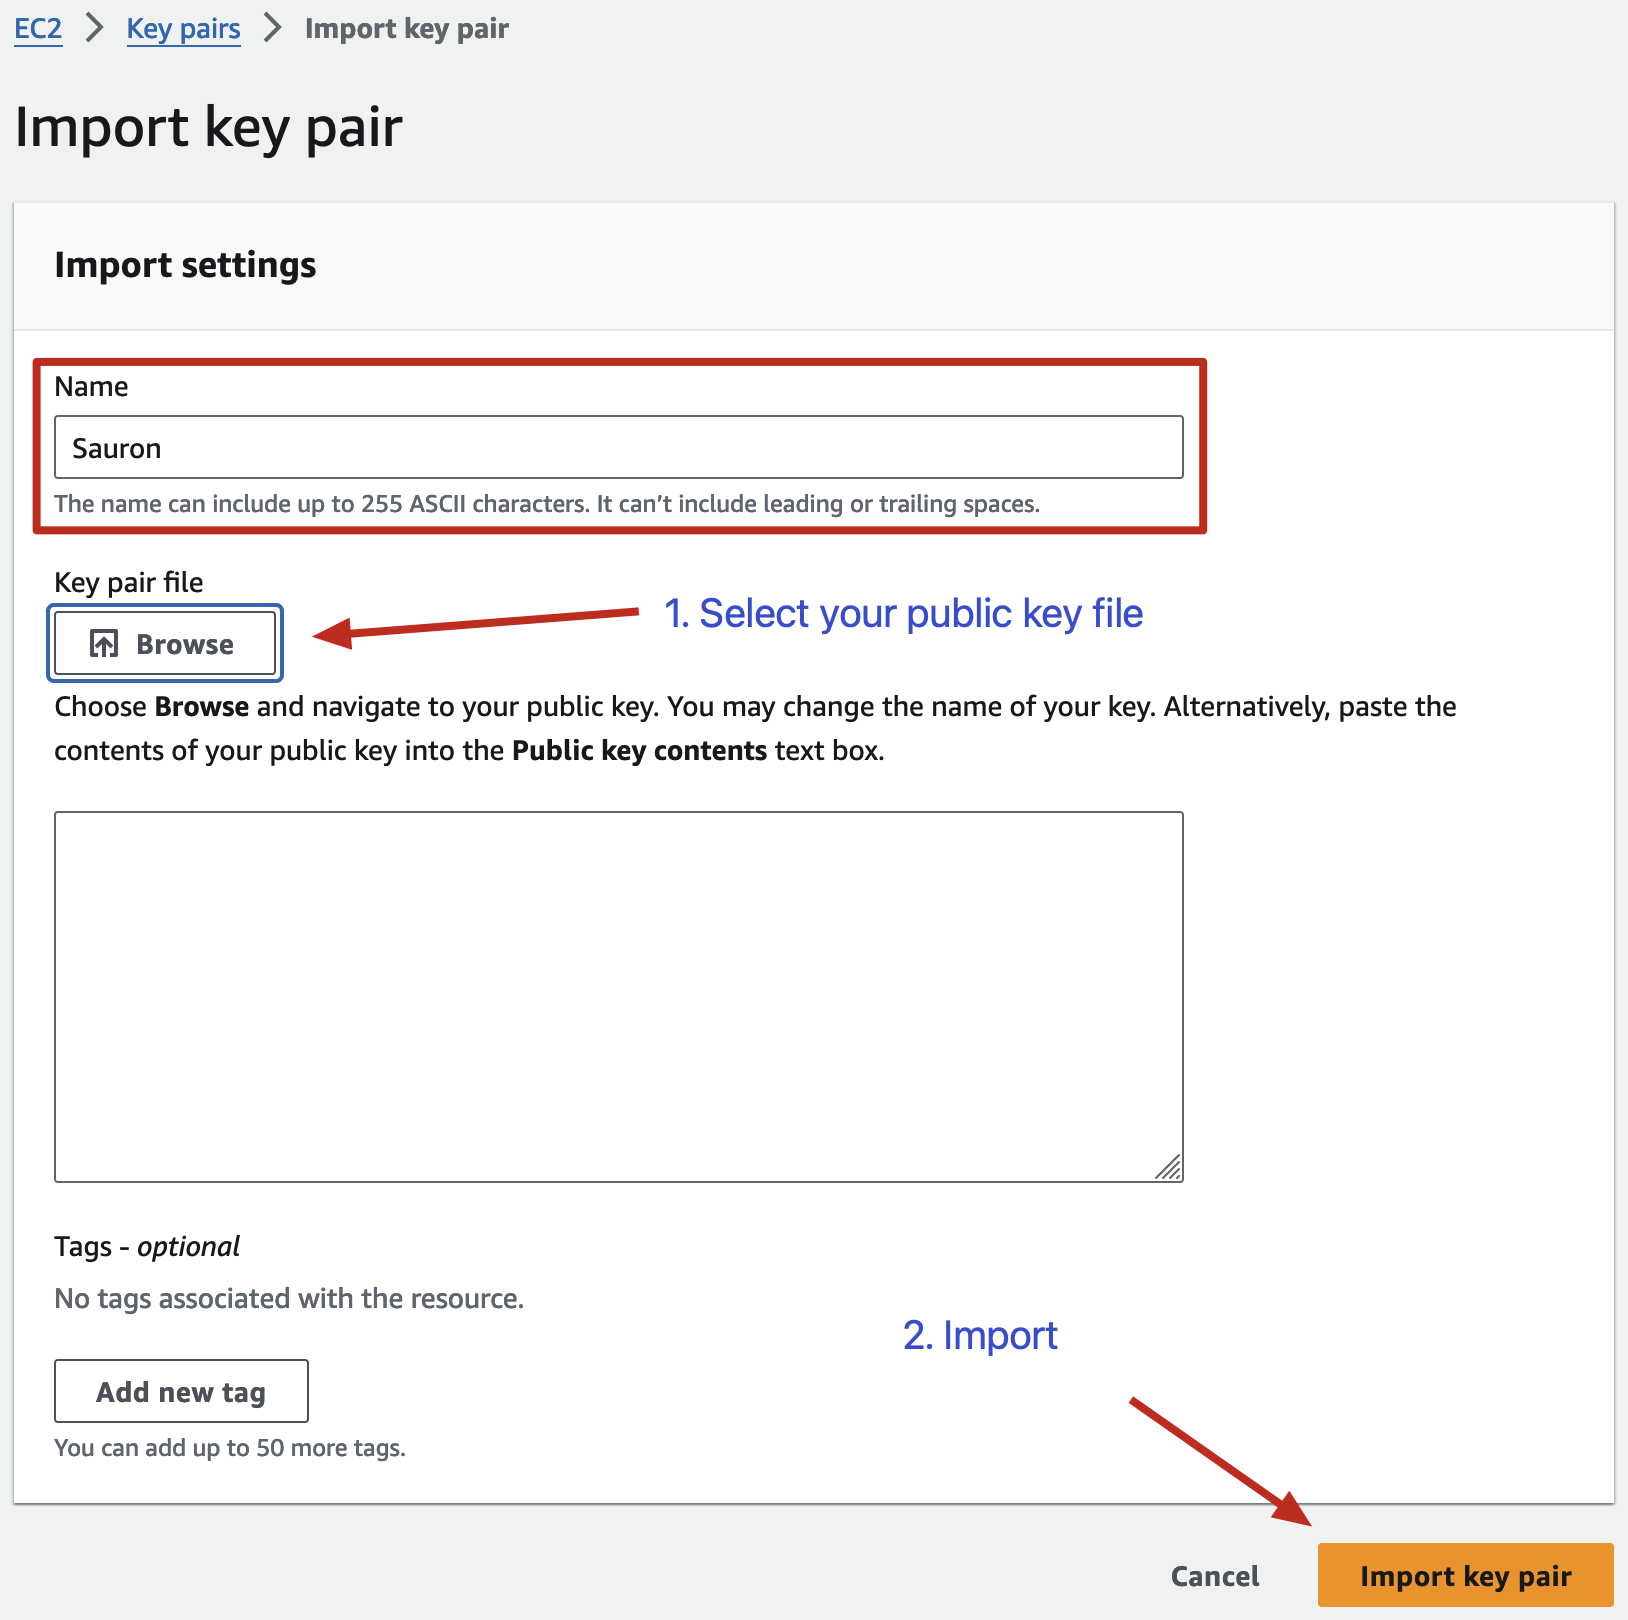 EC2 > Key pairs > Import key pair
Import key pair
Import settings
Name
Sauron
The name can include up to 255 ASCII characters. It can't include leading or trailing spaces.
Key pair file
1. Select your public key file
Browse
Choose Browse and navigate to your public key. You may change the name of your key. Alternatively, paste the
contents of your public key into the Public key contents text box.
Tags - optional
No tags associated with the resource.
2. Import
Add new tag
You can add up to 50 more tags.
Cancel
Import key pair